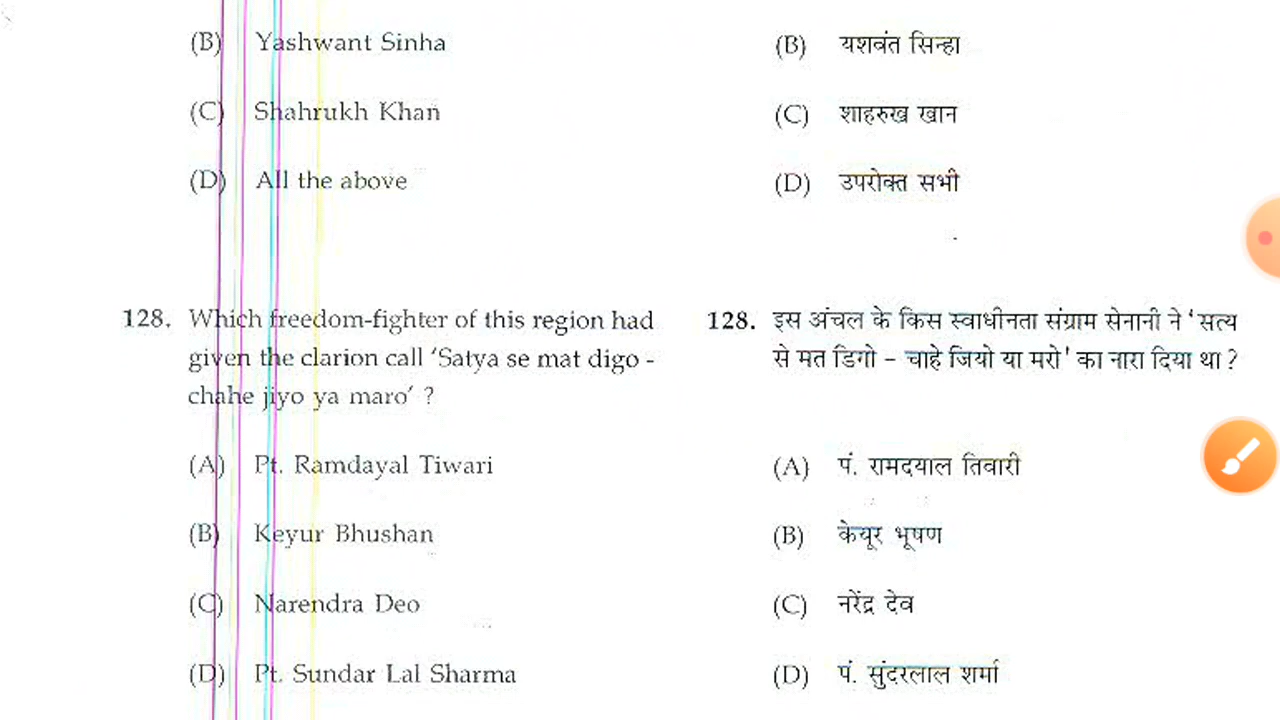 (B) Yashwant Sinha
(C) Shahrukh Khan
(D) All the above
128. Which freedom-fighter of this region had
given the clarion call 'Satya se mat digo -
chahe jiyo ya maro' ?
(A) Pt. Ramdayal Tiwari
(B) Keyur Bhushan
(C) Narendra Deo
(D) Pt. Sundar Lal Sharma
(B) यशवंत सिन्हा
(C) शाहरुख खान
(D) उपरोक्त सभी
128. इस अंचल के किस स्वाधीनता संग्राम सेनानी ने 'सत्य
से मत डिगो – चाहे जियो या मरो' का नारा दिया था ?
(A) पं. रामदयाल तिवारी
(B) केयूर भूषण
(C) नरेंद्र देव
(D) पं. सुंदरलाल शर्मा